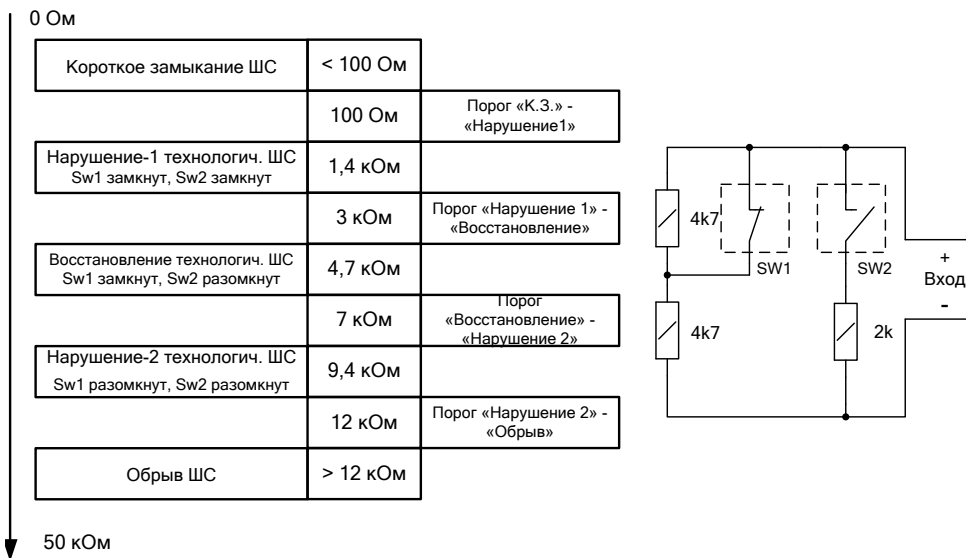 0 Ом
Короткое замыкание ШС
< 100 Ом
100 Ом
Порог «К.З.» -
«Нарушение1»
Нарушение-1 технологич. ШС
Sw1 замкнут, Sw2 замкнут
1,4 кОм
3 кОм
Порог «Нарушение 1» -
«Восстановление»
Восстановление технологич. ШС
Sw1 замкнут, Sw2 разомкнут
4,7 кОм
7 кОм
Порог
«Восстановление» -
«Нарушение 2»
Нарушение-2 технологич. ШС
Sw1 разомкнут, Sw2 разомкнут
9,4 кОм
12 кОм
Порог «Нарушение 2» -
«Обрыв»
Обрыв ШС
> 12 кОм
50 кОм
4k7
SW1
SW2
+
Вход
-
4k7
2k